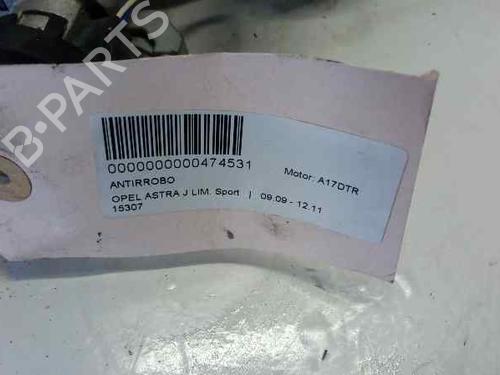 0000000000474531
Motor: A17DTR
ANTIRROBO
OPEL ASTRA J LIM. Sport | 09.09 - 12.11
15307
B-PARTS